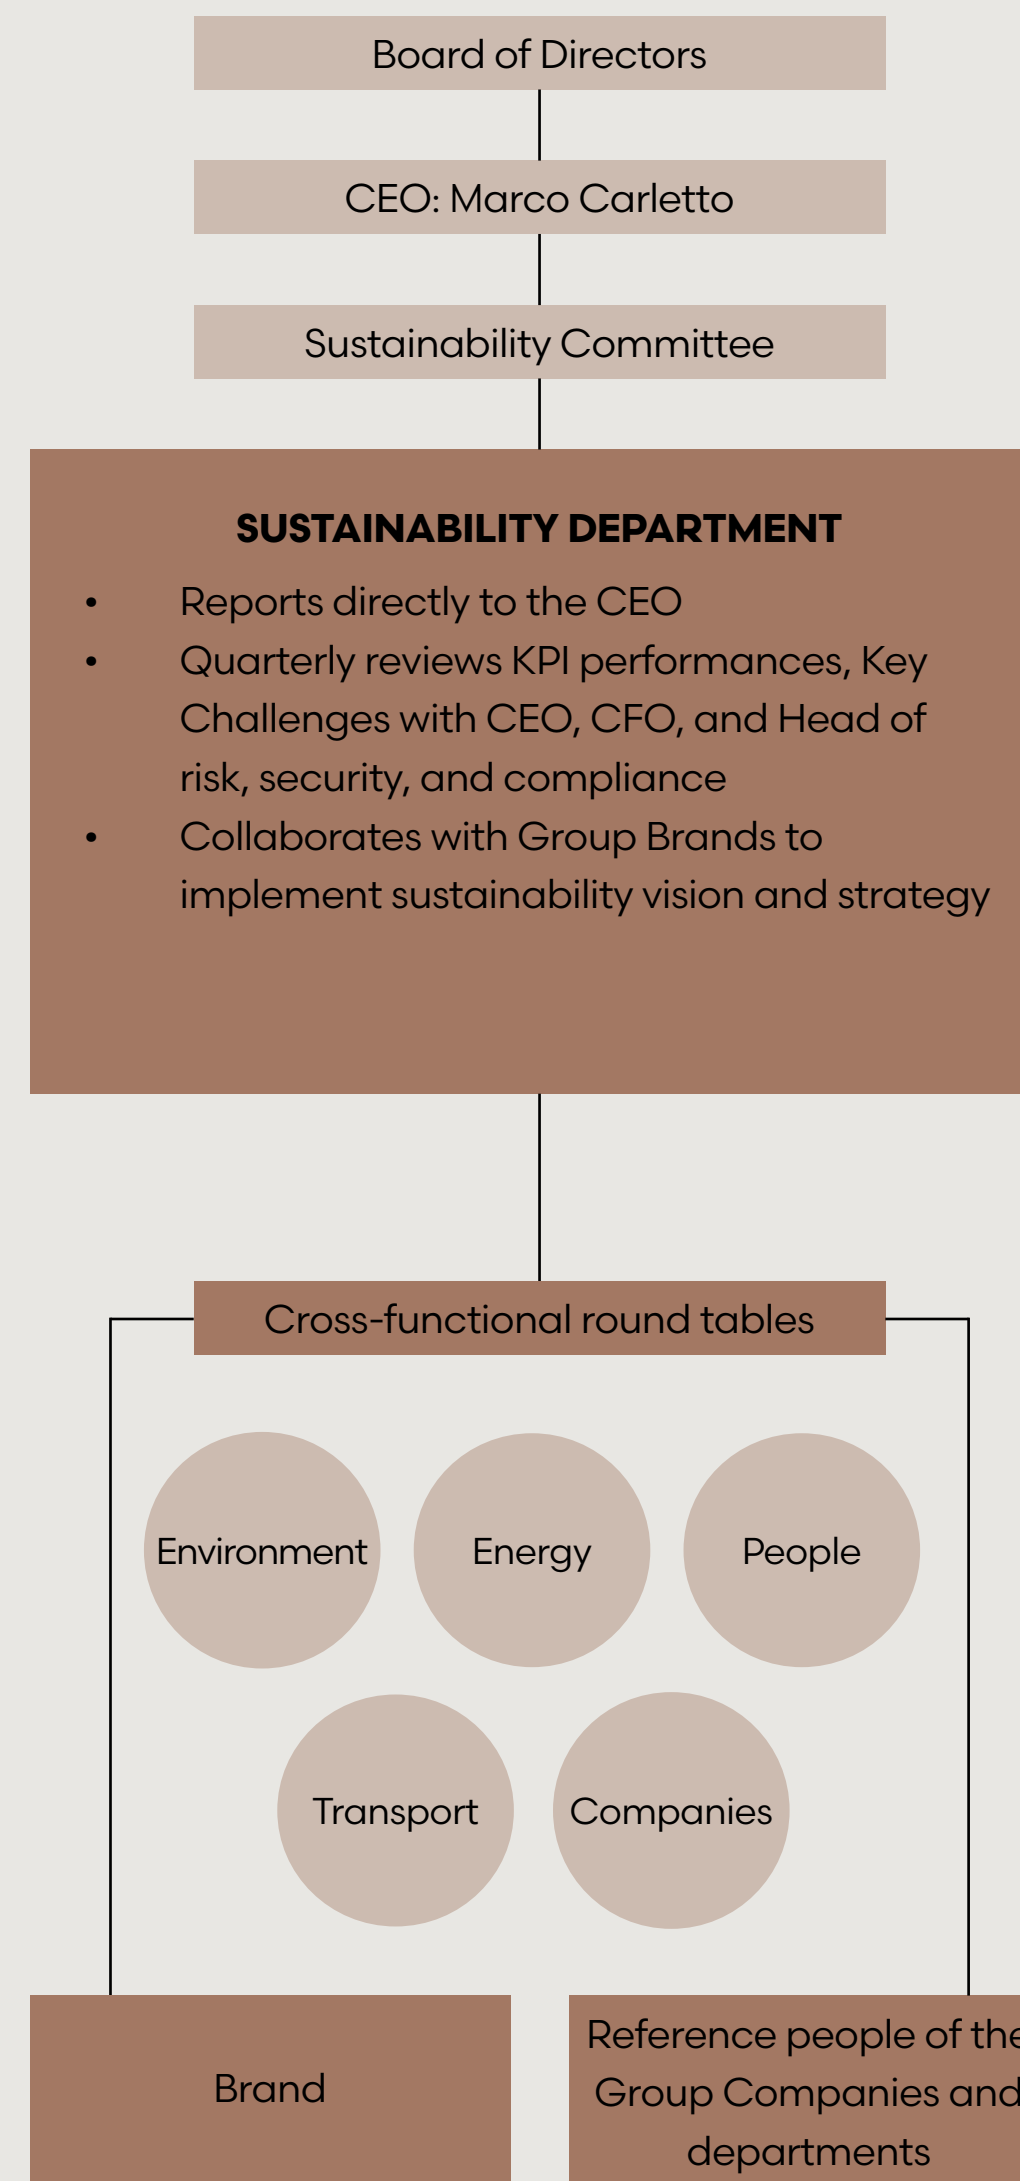 Board of Directors
CEO: Marco Carletto
Sustainability Committee
SUSTAINABILITY DEPARTMENT
• Reports directly to the CEO
• Quarterly reviews KPI performances, Key
Challenges with CEO, CFO, and Head of
risk, security, and compliance
• Collaborates with Group Brands to
implement sustainability vision and strategy
Cross-functional round tables
Environment
Energy
People
Transport
Companies
Brand
Reference people of the
Group Companies and
departments